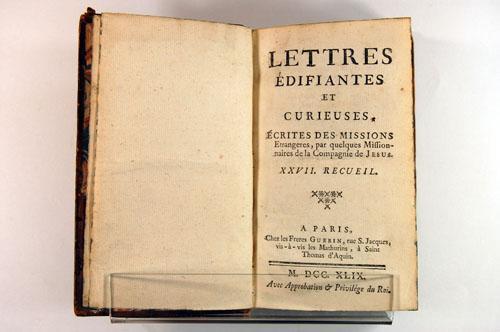 LETTRES
ÉDIFIANTES
ET
CURIEUSES,
ÉCRITES DES MISSIONS
Etrangeres, par quelques Mission-
naires de la Compagnie de JESUS.
XXVII. RECUEIL.
A PARIS,
Chez les Freres GUERIN, rue S. Jacques,
vis-à-vis les Mathurins, à Saint
Thomas d'Aquin.
M. DCC. XLIX.
Avec Approbation & Privilége du Roi.